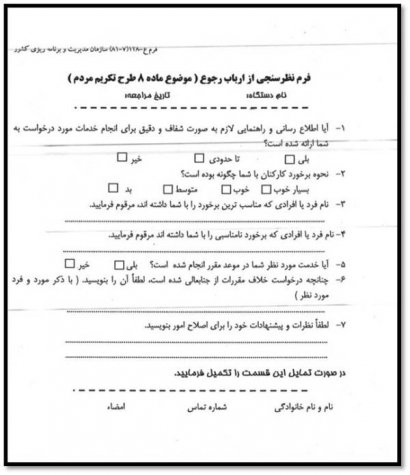 فرم ع-۱۲۸(۷-۸۱) سازمان مدیریت و برنامه ریزی کشور
فرم نظرسنجی از ارباب رجوع ( موضوع ماده ۸ طرح تکریم مردم )
نام دستگاه: تاریخ مراجعه:
۱- آیا اطلاع رسانی و راهنمایی لازم به صورت شفاف و دقیق برای انجام خدمات مورد درخواست به
شما ارائه شده است؟
بلی □ تا حدودی □ خیر □
۲- نحوه برخورد کارکنان با شما چگونه بوده است؟
بسیار خوب □ خوب □ متوسط □ بد □
۳- نام فرد یا افرادی که مناسب ترین برخورد را با شما داشته اند، مرقوم فرمایید.
۴- نام فرد یا افرادی که برخورد نامناسبی را با شما داشته اند مرقوم فرمایید.
۵- آیا خدمت مورد نظر شما در موعد مقرر انجام شده است؟ بلی □ خیر □
۶- چنانچه درخواست خلاف مقررات از جنابعالی شده است، لطفاً آن را بنویسید. ( با ذکر مورد و فرد
مورد نظر )
۷- لطفاً نظرات و پیشنهادات خود را برای اصلاح امور بنویسید.
در صورت تمایل این قسمت را تکمیل فرمایید.
نام و نام خانوادگی شماره تماس امضاء